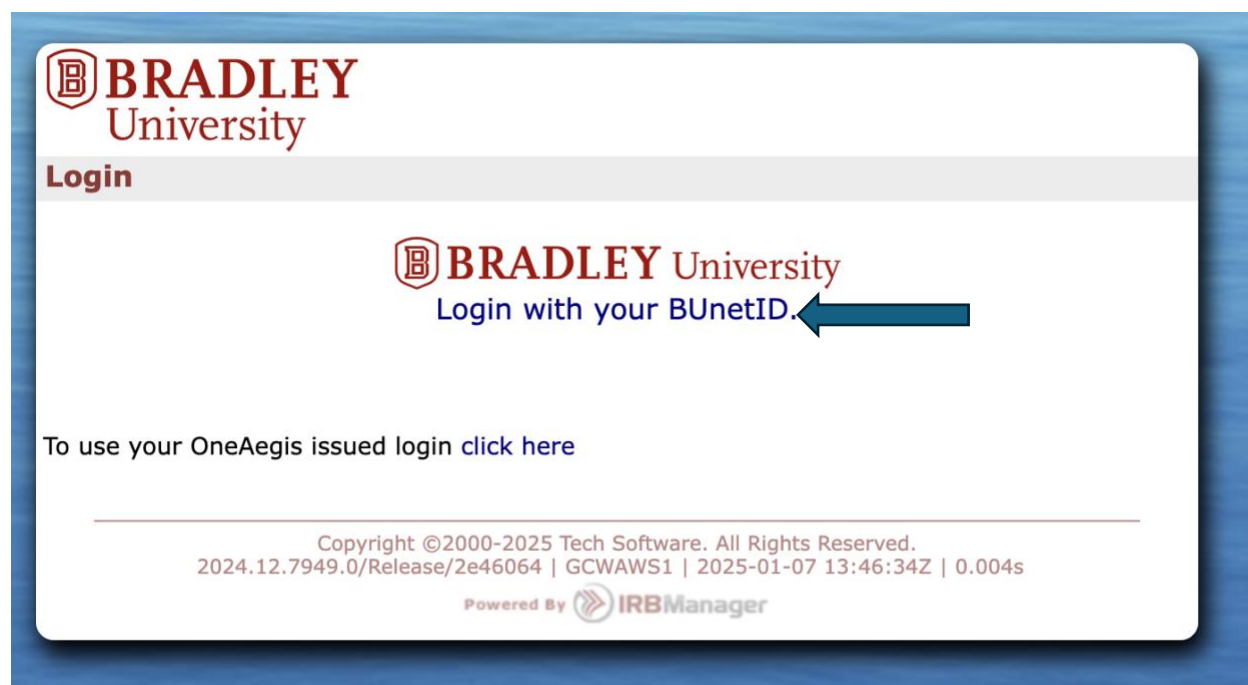 B BRADLEY
University
Login
B BRADLEY University
Login with your BUnetID.
To use your OneAegis issued login click here
Copyright ©2000-2025 Tech Software. All Rights Reserved.
2024.12.7949.0/Release/2e46064 | GCWAWS1 | 2025-01-07 13:46:34Z | 0.004s
Powered By IRBManager